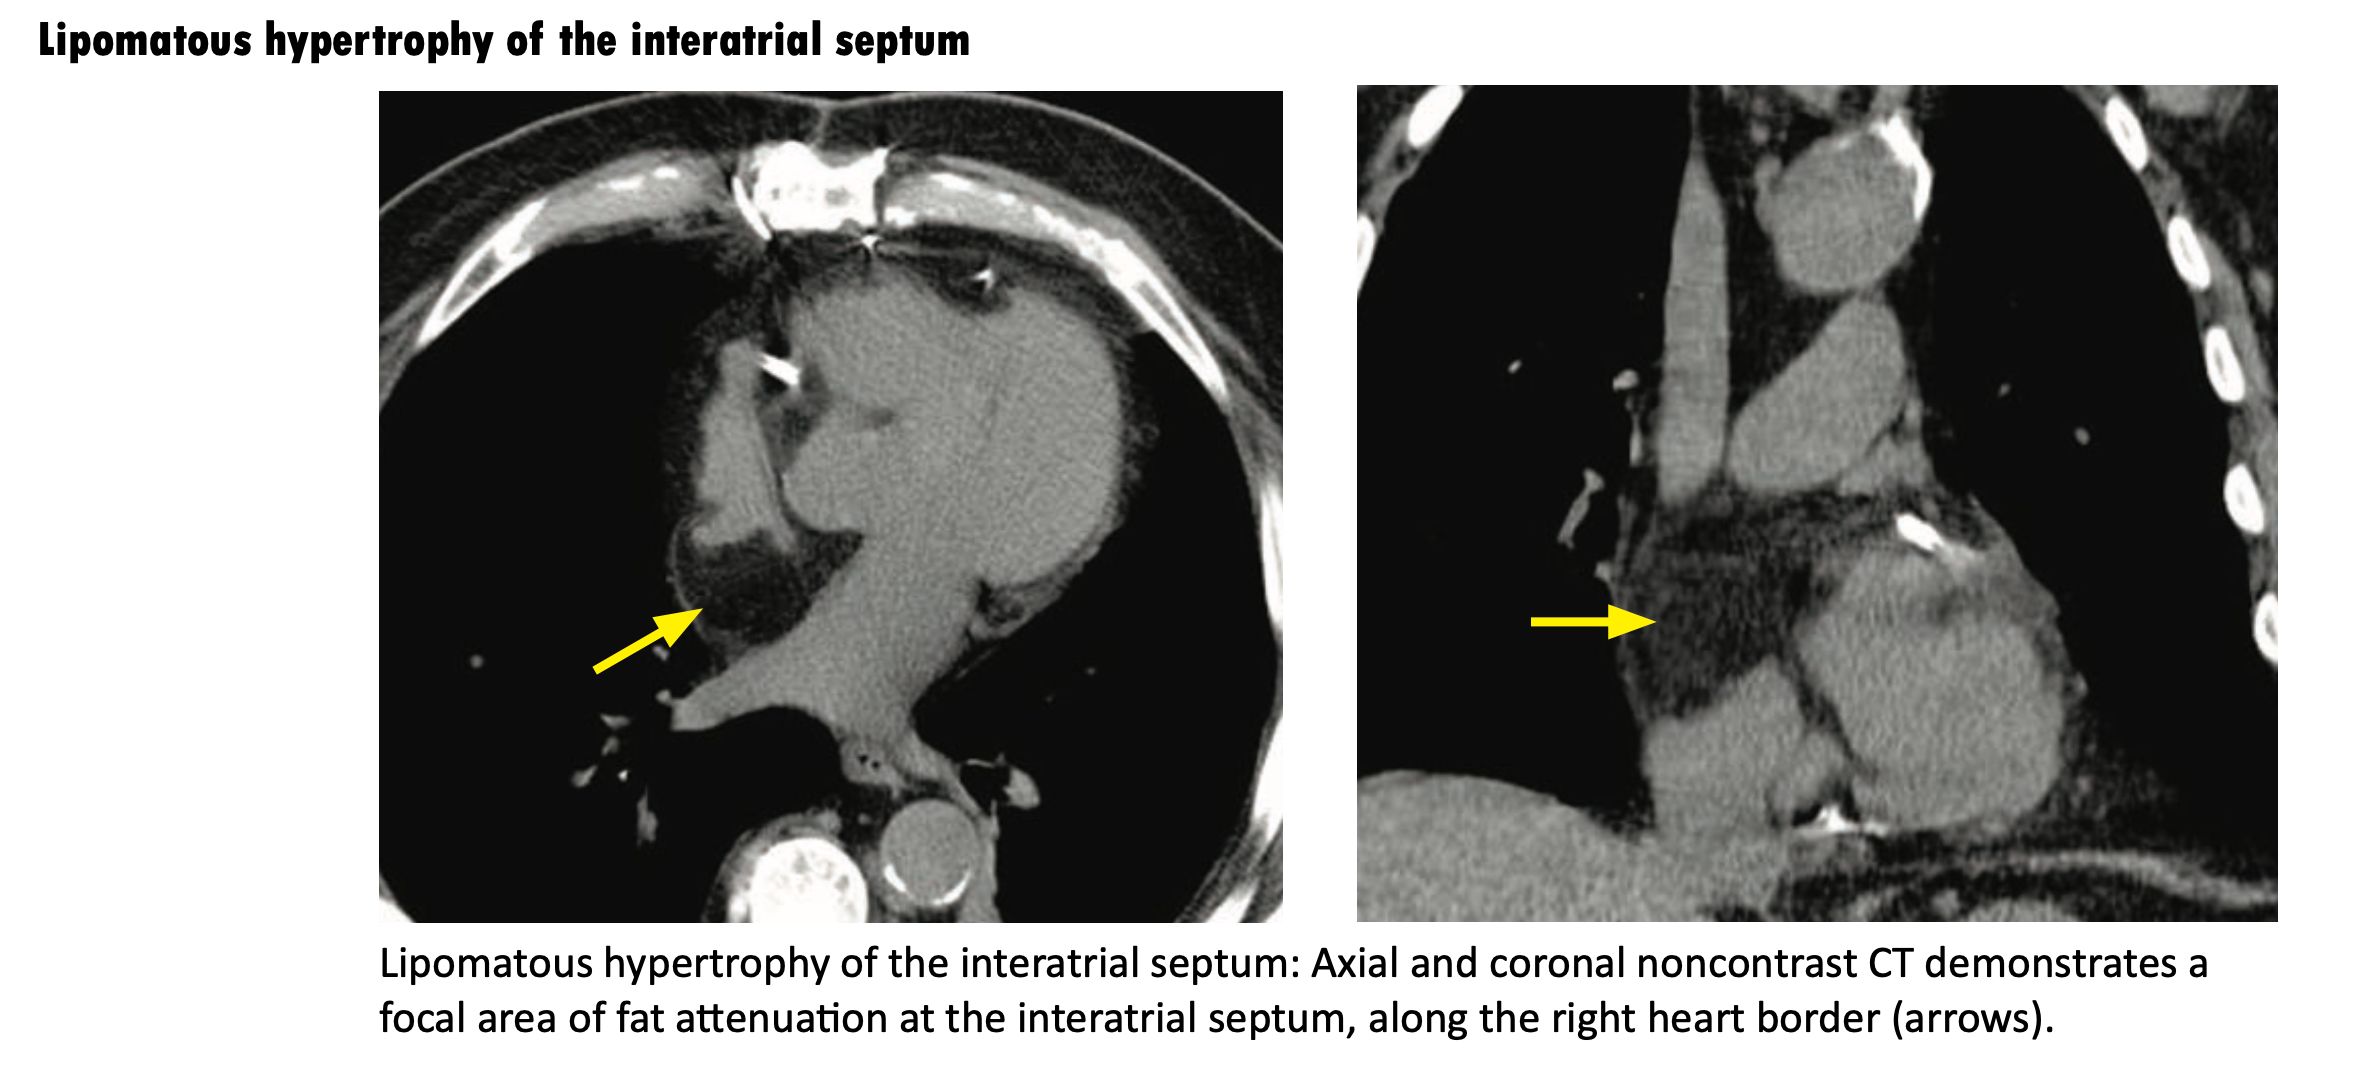 Lipomatous hypertrophy of the interatrial septum
Lipomatous hypertrophy of the interatrial septum: Axial and coronal noncontrast CT demonstrates a
focal area of fat attenuation at the interatrial septum, along the right heart border (arrows).